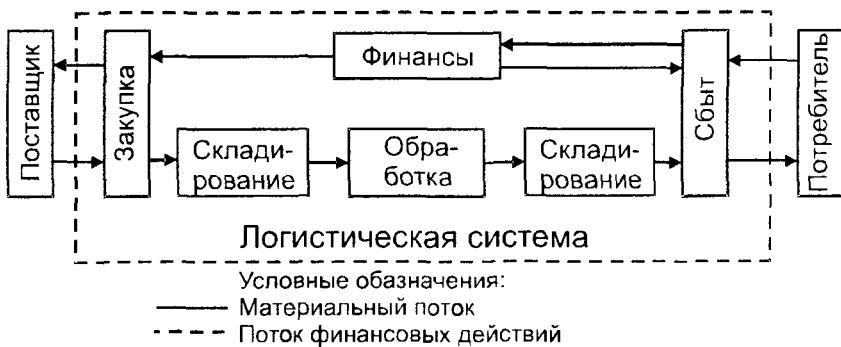 Поставщик
Закупка
Финансы
Сбыт
Потребитель
Склади-
рование
Обра-
ботка
Склади-
рование
Логистическая система
Условные обазначения:
Материальный поток
Поток финансовых действий